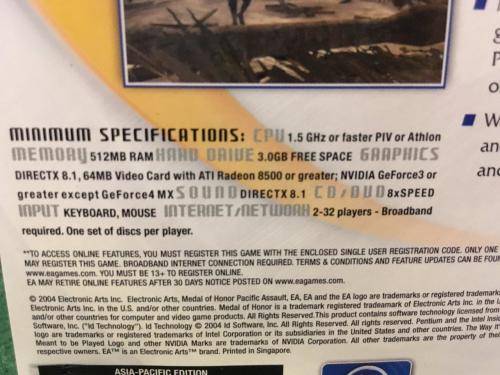 MINIMUM SPECIFICATIONS: CPU 1.5 GHz or faster PIV or Athlon
MEMORY 512MB RAM HARD DRIVE 3.0GB FREE SPACE GRAPHICS
DIRECTX 8.1, 64MB Video Card with ATI Radeon 8500 or greater; NVIDIA GeForce3 or
greater except GeForce4 MX SOUND DIRECTX 8.1 CD/DVD 8xSPEED
INPUT KEYBOARD, MOUSE INTERNET/NETWORK 2-32 players - Broadband
required. One set of discs per player.
**TO ACCESS ONLINE FEATURES, YOU MUST REGISTER THIS GAME WITH THE ENCLOSED SINGLE USER REGISTRATION CODE. ONLY ONE
MAY REGISTER THIS GAME. BROADBAND INTERNET CONNECTION REQUIRED. TERMS & CONDITIONS AND FEATURE UPDATES CAN BE FOUN
www.eagames.com. YOU MUST BE 13+ TO REGISTER ONLINE.
EA MAY RETIRE ONLINE FEATURES AFTER 30 DAYS NOTICE POSTED ON www.eagames.com.
© 2004 Electronic Arts Inc. Electronic Arts, Medal of Honor Pacific Assault, EA, EA and the EA logo are trademarks or registered trademarks
Electronic Arts Inc. in the U.S. and/or other countries. Medal of Honor is a trademark registered tradeamark of Electronic Arts Inc. in the U
and/or other countries for computer and video game products. All Rights Reserved. This product contains software technology licensed from
Software, Inc. ("Id Technology"). Id Technology © 2004 id Software, Inc. All Rights Reserved. All rights reserved. Pentium and the Intel Insid
logo are trademarks or registered trademarks of Intel Corporation or its subsidiaries in the United States and other countries. The Way It's
Meant to be Played Logo and other NVIDIA Marks are trademarks of NVIDIA Corporation. All other trademarks are the property of their
respective owners. EA™ is an Electronic Arts™ brand. Printed in Singapore.
ASIA-PACIFIC EDITION
g
P
o
W
an
and